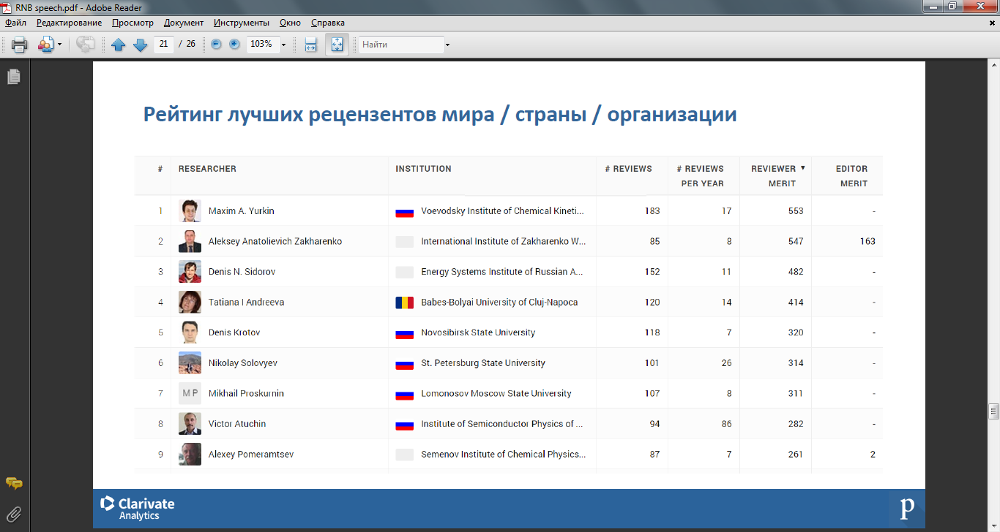 RNB speech.pdf - Adobe Reader
Файл Редактирование Просмотр Документ Инструменты Окно Справка
21 / 26 103% Найти
Рейтинг лучших рецензентов мира / страны / организации
# RESEARCHER INSTITUTION # REVIEWS # REVIEWS PER YEAR REVIEWER ▼ MERIT EDITOR MERIT
1 Maxim A. Yurkin Voevodsky Institute of Chemical Kineti... 183 17 553 -
2 Aleksey Anatolievich Zakharenko International Institute of Zakharenko W... 85 8 547 163
3 Denis N. Sidorov Energy Systems Institute of Russian A... 152 11 482 -
4 Tatiana I Andreeva Babes-Bolyai University of Cluj-Napoca 120 14 414 -
5 Denis Krotov Novosibirsk State University 118 7 320 -
6 Nikolay Solovyev St. Petersburg State University 101 26 314 -
7 MP Mikhail Proskurnin Lomonosov Moscow State University 107 8 311 -
8 Victor Atuchin Institute of Semiconductor Physics of ... 94 86 282 -
9 Alexey Pomeramtsev Semenov Institute of Chemical Physics... 87 7 261 2
Clarivate
Analytics
p